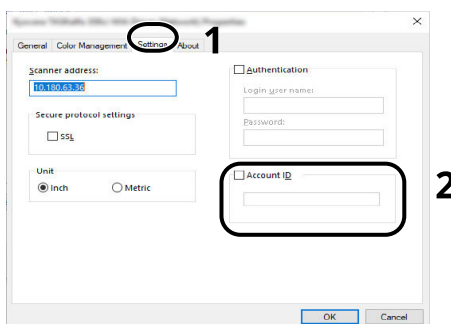 General Color Management Settings About
1
Scanner address:
10.180.63.36
Secure protocol settings
SSL
Unit
Inch Metric
Authentication
Login user name:
Password:
Account ID
2
OK Cancel